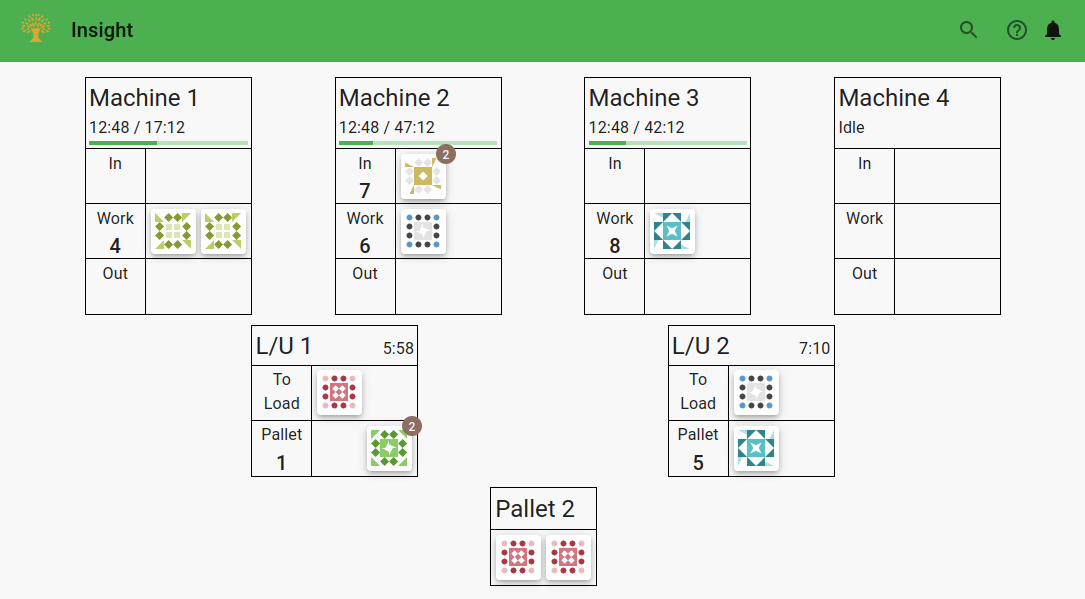 Insight
Machine 1
12:48 / 17:12
In
Work
4
Out
Machine 2
12:48 / 47:12
In
7
2
Work
6
Out
Machine 3
12:48 / 42:12
In
Work
8
Out
Machine 4
Idle
In
Work
Out
L/U 1
5:58
To
Load
Pallet
1
2
L/U 2
7:10
To
Load
Pallet
5
Pallet 2